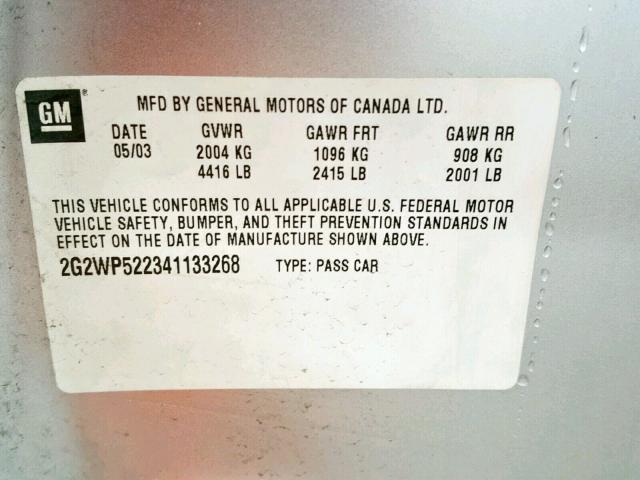 GM ®
MFD BY GENERAL MOTORS OF CANADA LTD.
DATE GVWR GAWR FRT GAWR RR
05/03 2004 KG 1096 KG 908 KG
4416 LB 2415 LB 2001 LB
THIS VEHICLE CONFORMS TO ALL APPLICABLE U.S. FEDERAL MOTOR
VEHICLE SAFETY, BUMPER, AND THEFT PREVENTION STANDARDS IN
EFFECT ON THE DATE OF MANUFACTURE SHOWN ABOVE.
2G2WP522341133268 TYPE: PASS CAR